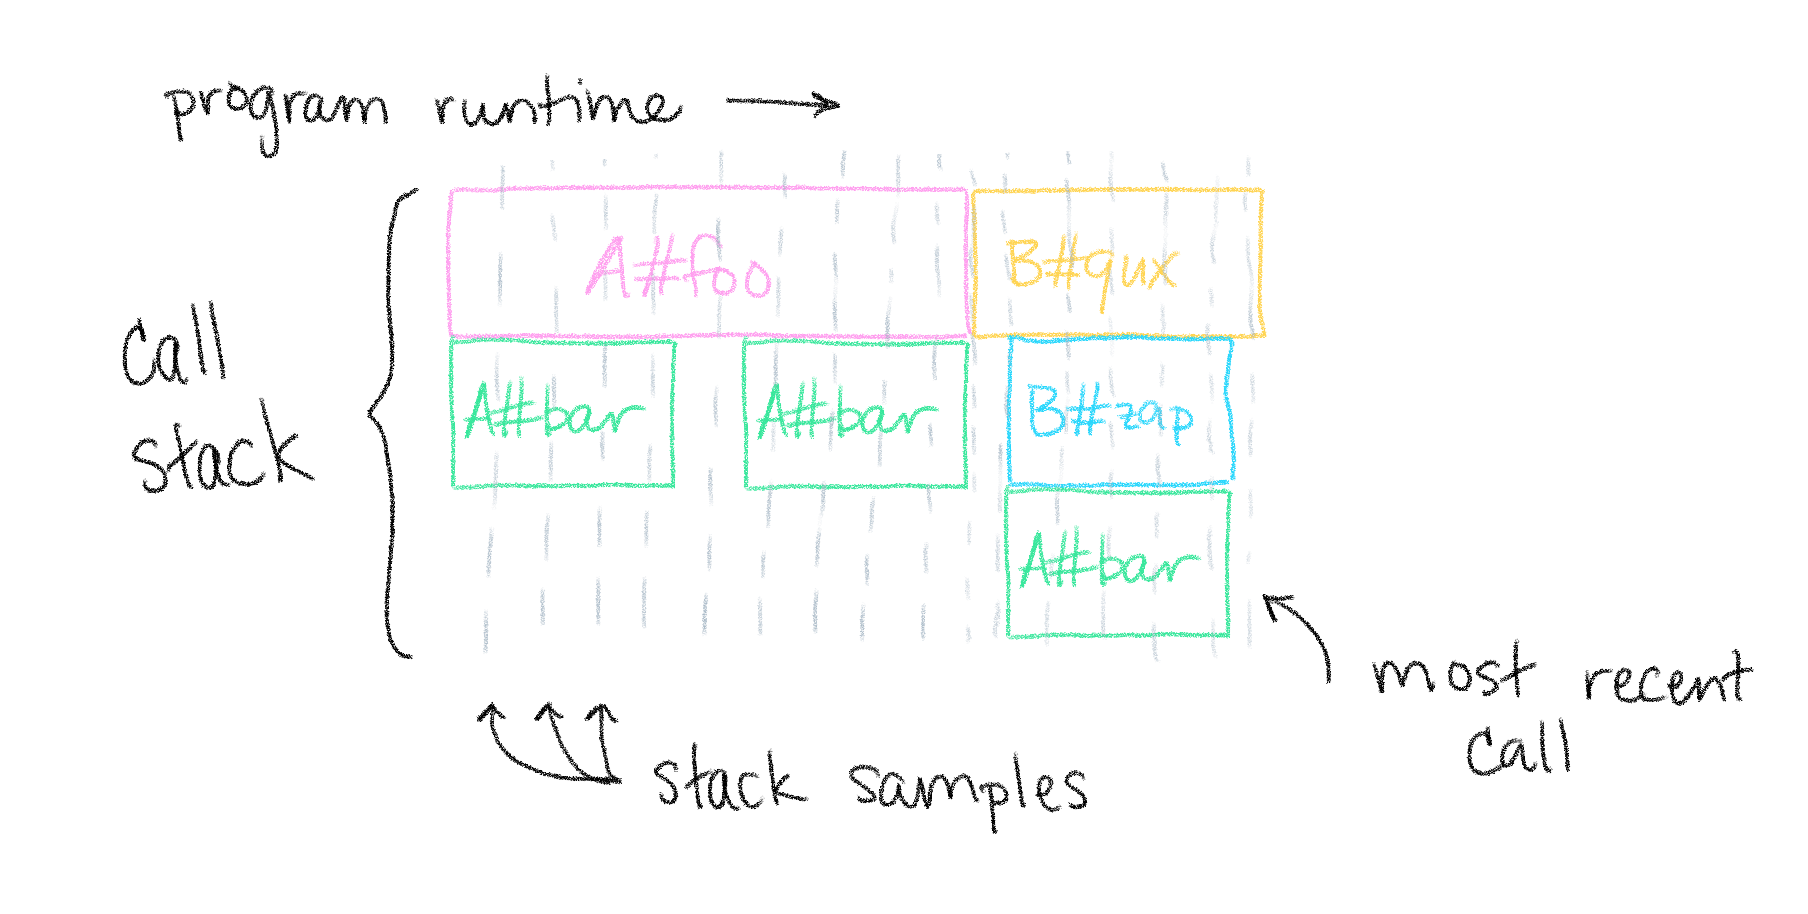 program runtime
A#foo
B#qux
Call
stack
A#bar
A#bar
B#zap
A#bar
most recent
call
stack samples